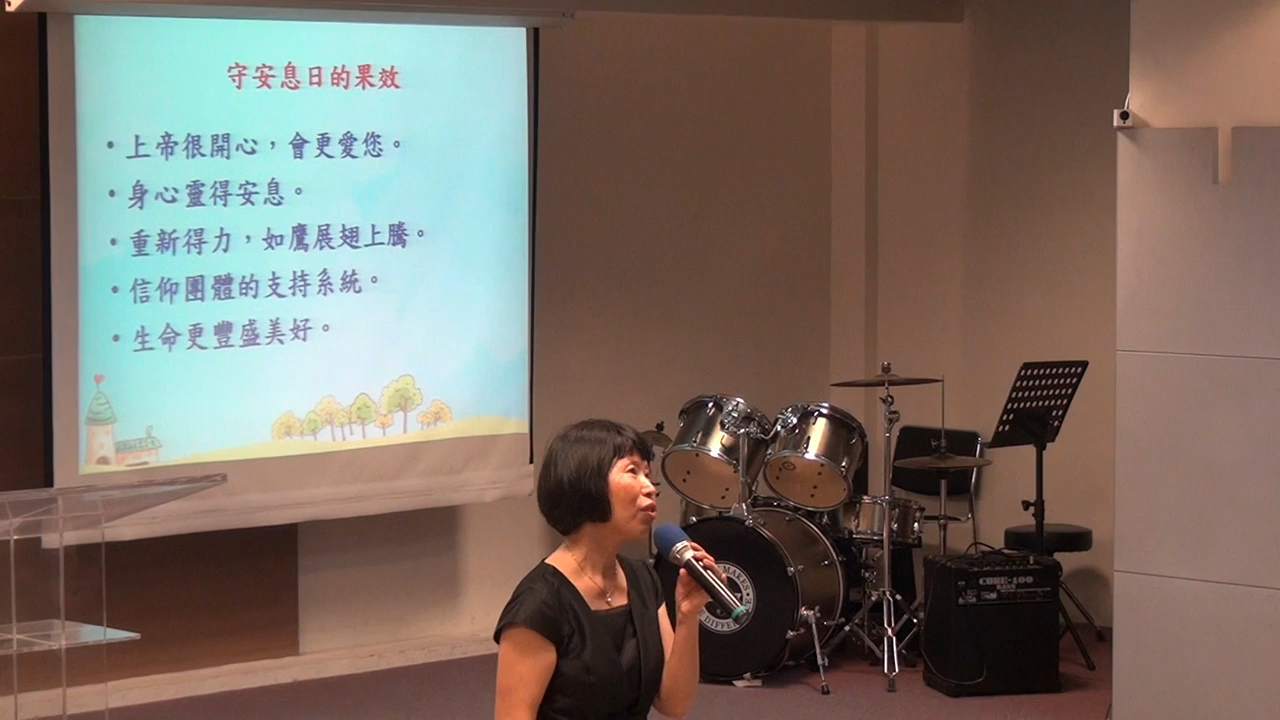 守安息日的果效
• 上帝很開心，會更愛您。
• 身心靈得安息。
• 重新得力，如鷹展翅上騰。
• 信仰團體的支持系統。
• 生命更豐盛美好。
MAKES
CUBE-100
BASS